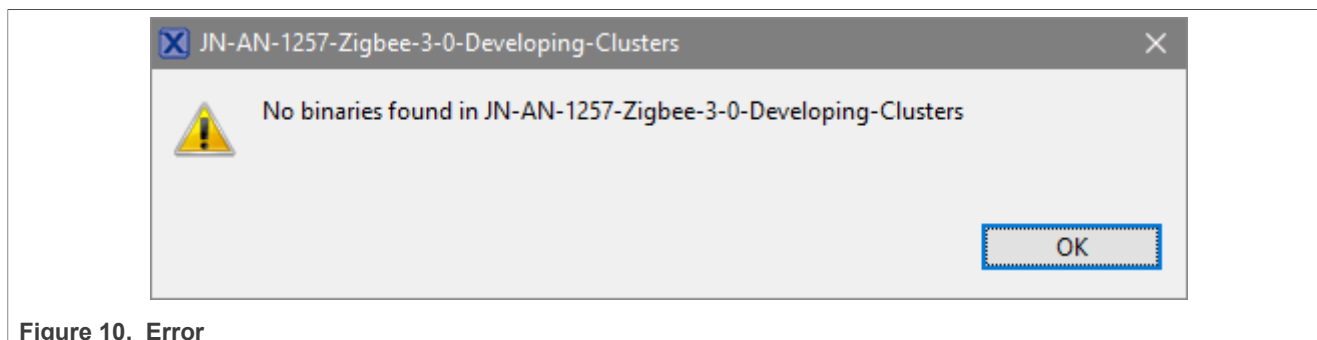 JN-AN-1257-Zigbee-3-0-Developing-Clusters
No binaries found in JN-AN-1257-Zigbee-3-0-Developing-Clusters
OK
Figure 10. Error